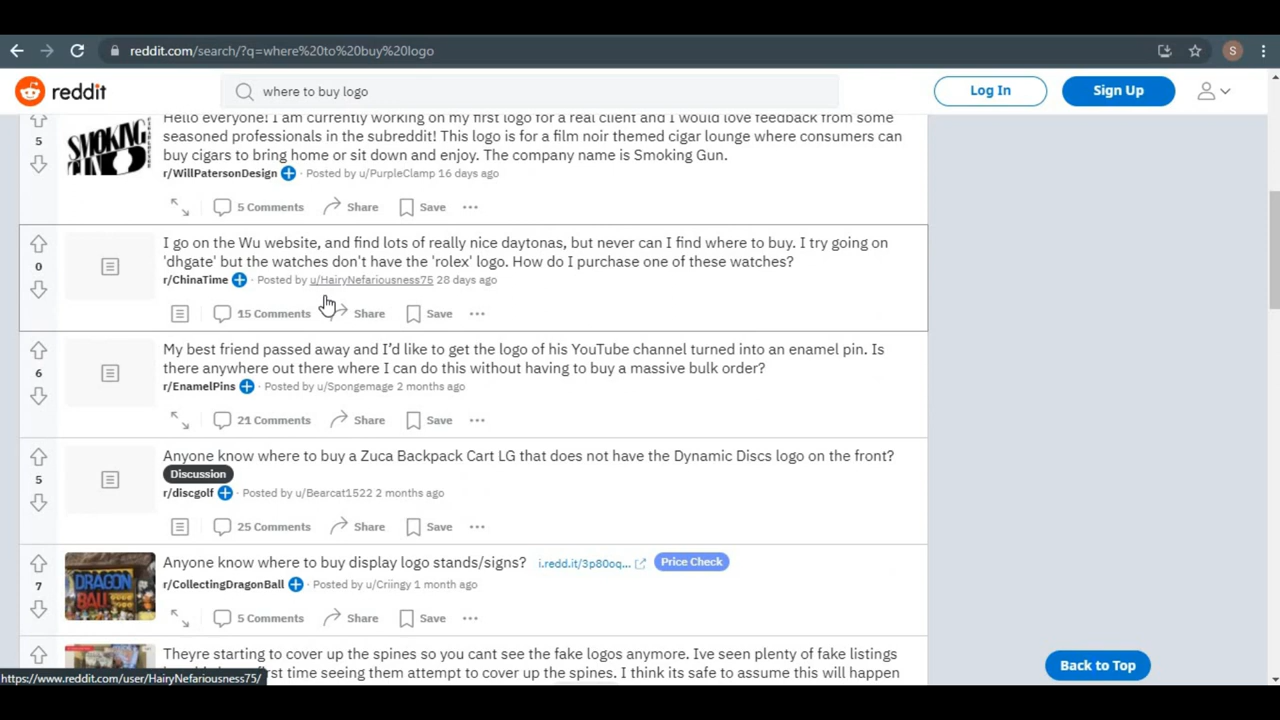 reddit.com/search/?q=where%20to%20buy%20logo
S
reddit
where to buy logo
Log In
Sign Up
Hello everyone! I am currently working on my first logo for a real client and I would love feedback from some
5
seasoned professionals in the subreddit! This logo is for a film noir themed cigar lounge where consumers can
buy cigars to bring home or sit down and enjoy. The company name is Smoking Gun.
SMOKING
GUN
r/WillPatersonDesign · Posted by u/PurpleClamp 16 days ago
5 Comments Share Save ...
I go on the Wu website, and find lots of really nice daytonas, but never can I find where to buy. I try going on
0
'dhgate' but the watches don't have the 'rolex' logo. How do I purchase one of these watches?
r/ChinaTime · Posted by u/HairyNefariousness75 28 days ago
15 Comments Share Save ...
My best friend passed away and I'd like to get the logo of his YouTube channel turned into an enamel pin. Is
6
there anywhere out there where I can do this without having to buy a massive bulk order?
r/EnamelPins · Posted by u/Spongemage 2 months ago
21 Comments Share Save ...
Anyone know where to buy a Zuca Backpack Cart LG that does not have the Dynamic Discs logo on the front?
5
Discussion
r/discgolf · Posted by u/Bearcat1522 2 months ago
25 Comments Share Save ...
Anyone know where to buy display logo stands/signs? i.redd.it/3p80oq... Price Check
7
DRAGON
BALL
r/CollectingDragonBall · Posted by u/Criingy 1 month ago
5 Comments Share Save ...
Theyre starting to cover up the spines so you cant see the fake logos anymore. Ive seen plenty of fake listings
first time seeing them attempt to cover up the spines. I think its safe to assume this will happen
Back to Top
https://www.reddit.com/user/HairyNefariousness75/